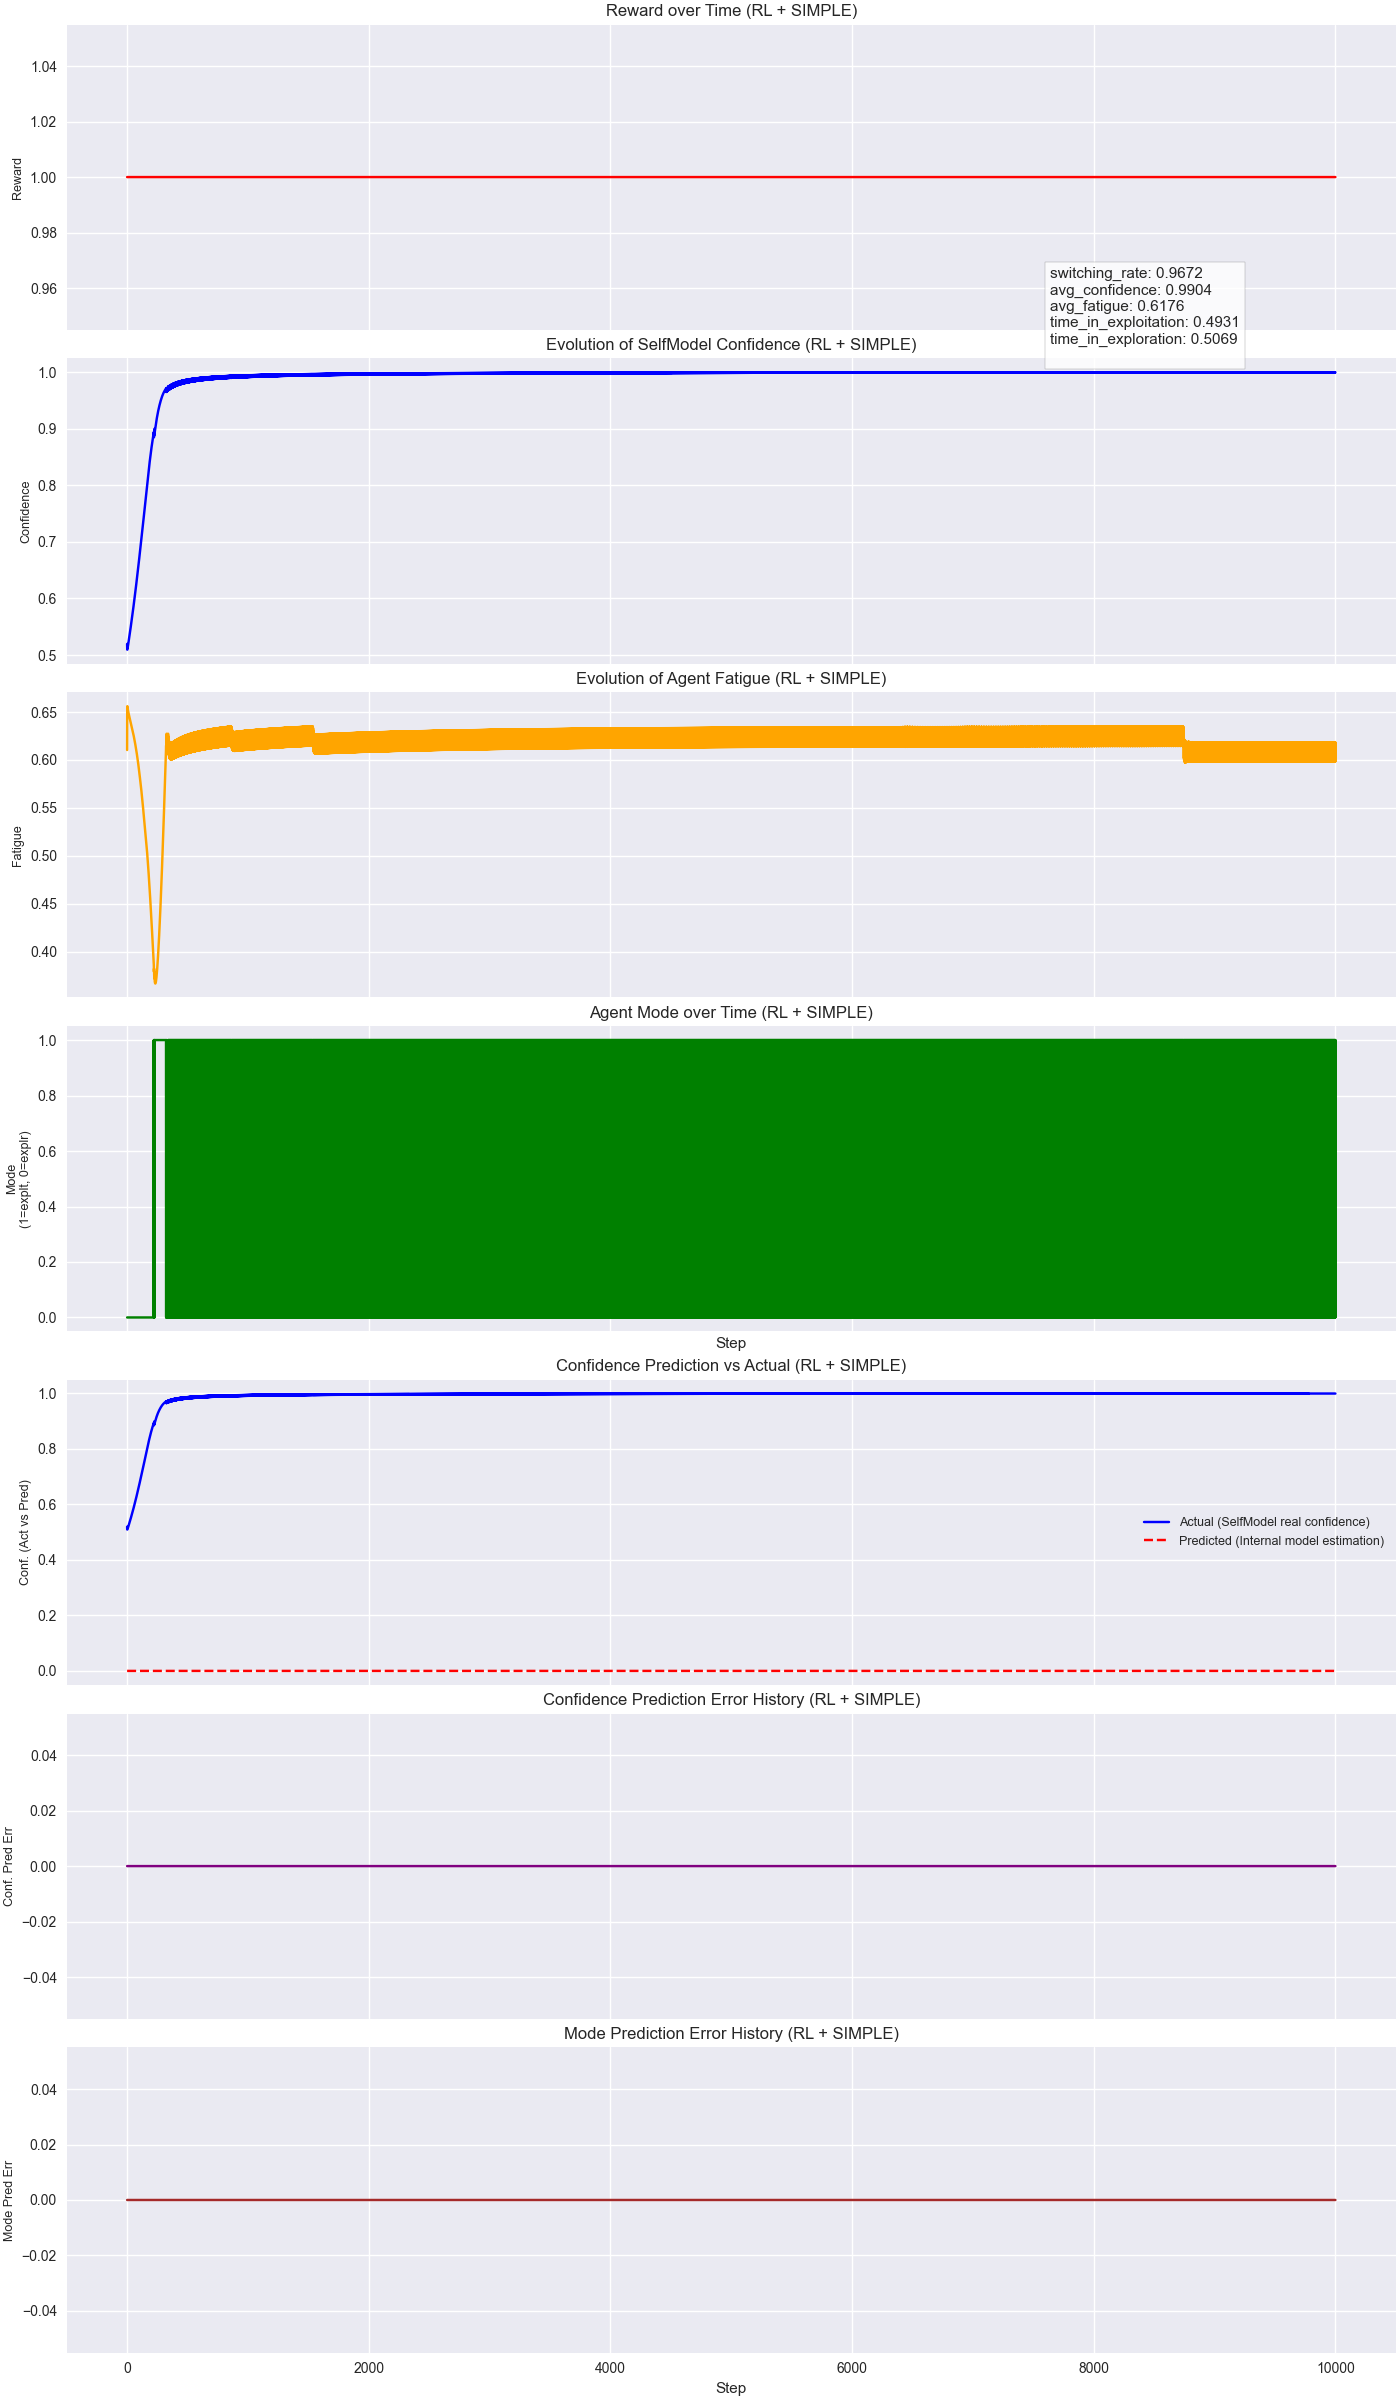 Reward over Time (RL + SIMPLE)
1.04
1.02
1.00
0.98
0.96
Reward
switching_rate: 0.9672
avg_confidence: 0.9904
avg_fatigue: 0.6176
time_in_exploitation: 0.4931
time_in_exploration: 0.5069
Evolution of SelfModel Confidence (RL + SIMPLE)
1.0
0.9
0.8
0.7
0.6
0.5
Confidence
Evolution of Agent Fatigue (RL + SIMPLE)
0.65
0.60
0.55
0.50
0.45
0.40
Fatigue
Agent Mode over Time (RL + SIMPLE)
1.0
0.8
0.6
0.4
0.2
0.0
Mode
(1=explt, 0=explr)
Step
Confidence Prediction vs Actual (RL + SIMPLE)
1.0
0.8
0.6
0.4
0.2
0.0
Conf. (Act vs Pred)
Actual (SelfModel real confidence)
Predicted (Internal model estimation)
Confidence Prediction Error History (RL + SIMPLE)
0.04
0.02
0.00
−0.02
−0.04
Conf. Pred Err
Mode Prediction Error History (RL + SIMPLE)
0.04
0.02
0.00
−0.02
−0.04
Mode Pred Err
0 2000 4000 6000 8000 10000
Step